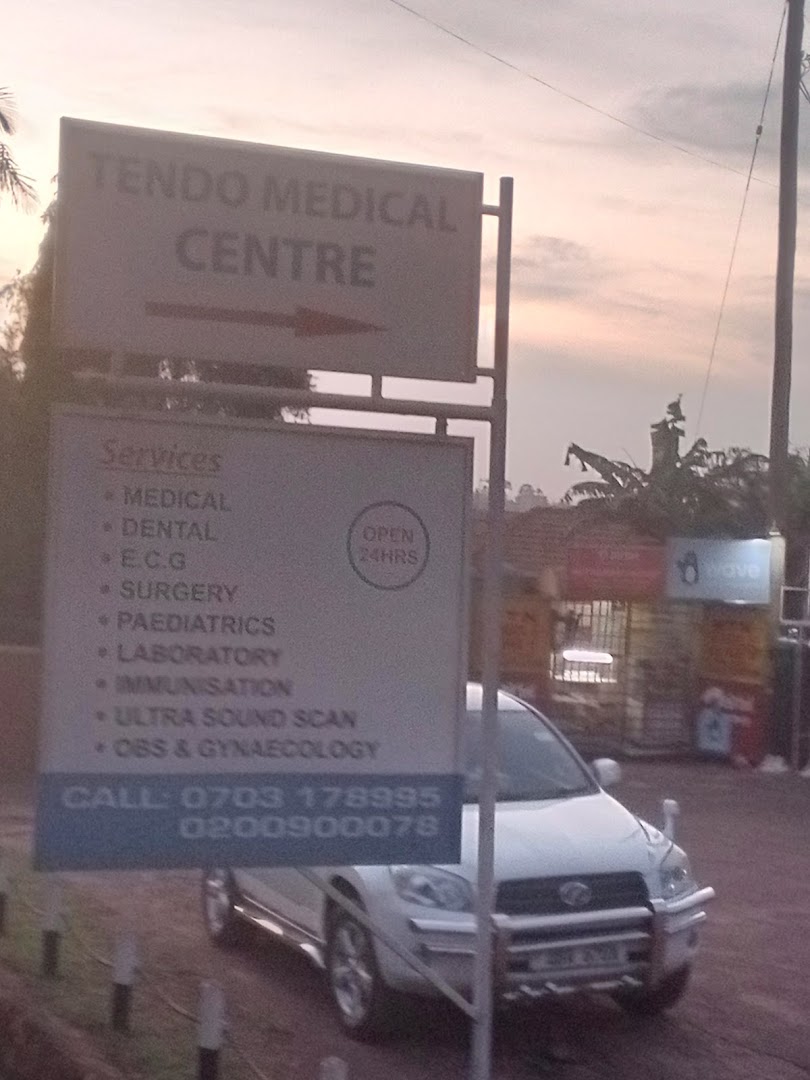 TENDO MEDICAL
CENTRE
Services
• MEDICAL
• DENTAL
• E.C.G
• SURGERY
• PAEDIATRICS
• LABORATORY
• IMMUNISATION
• ULTRA SOUND SCAN
• OBS & GYNAECOLOGY
OPEN
24HRS
CALL: 0703 178995
0200900078
wave